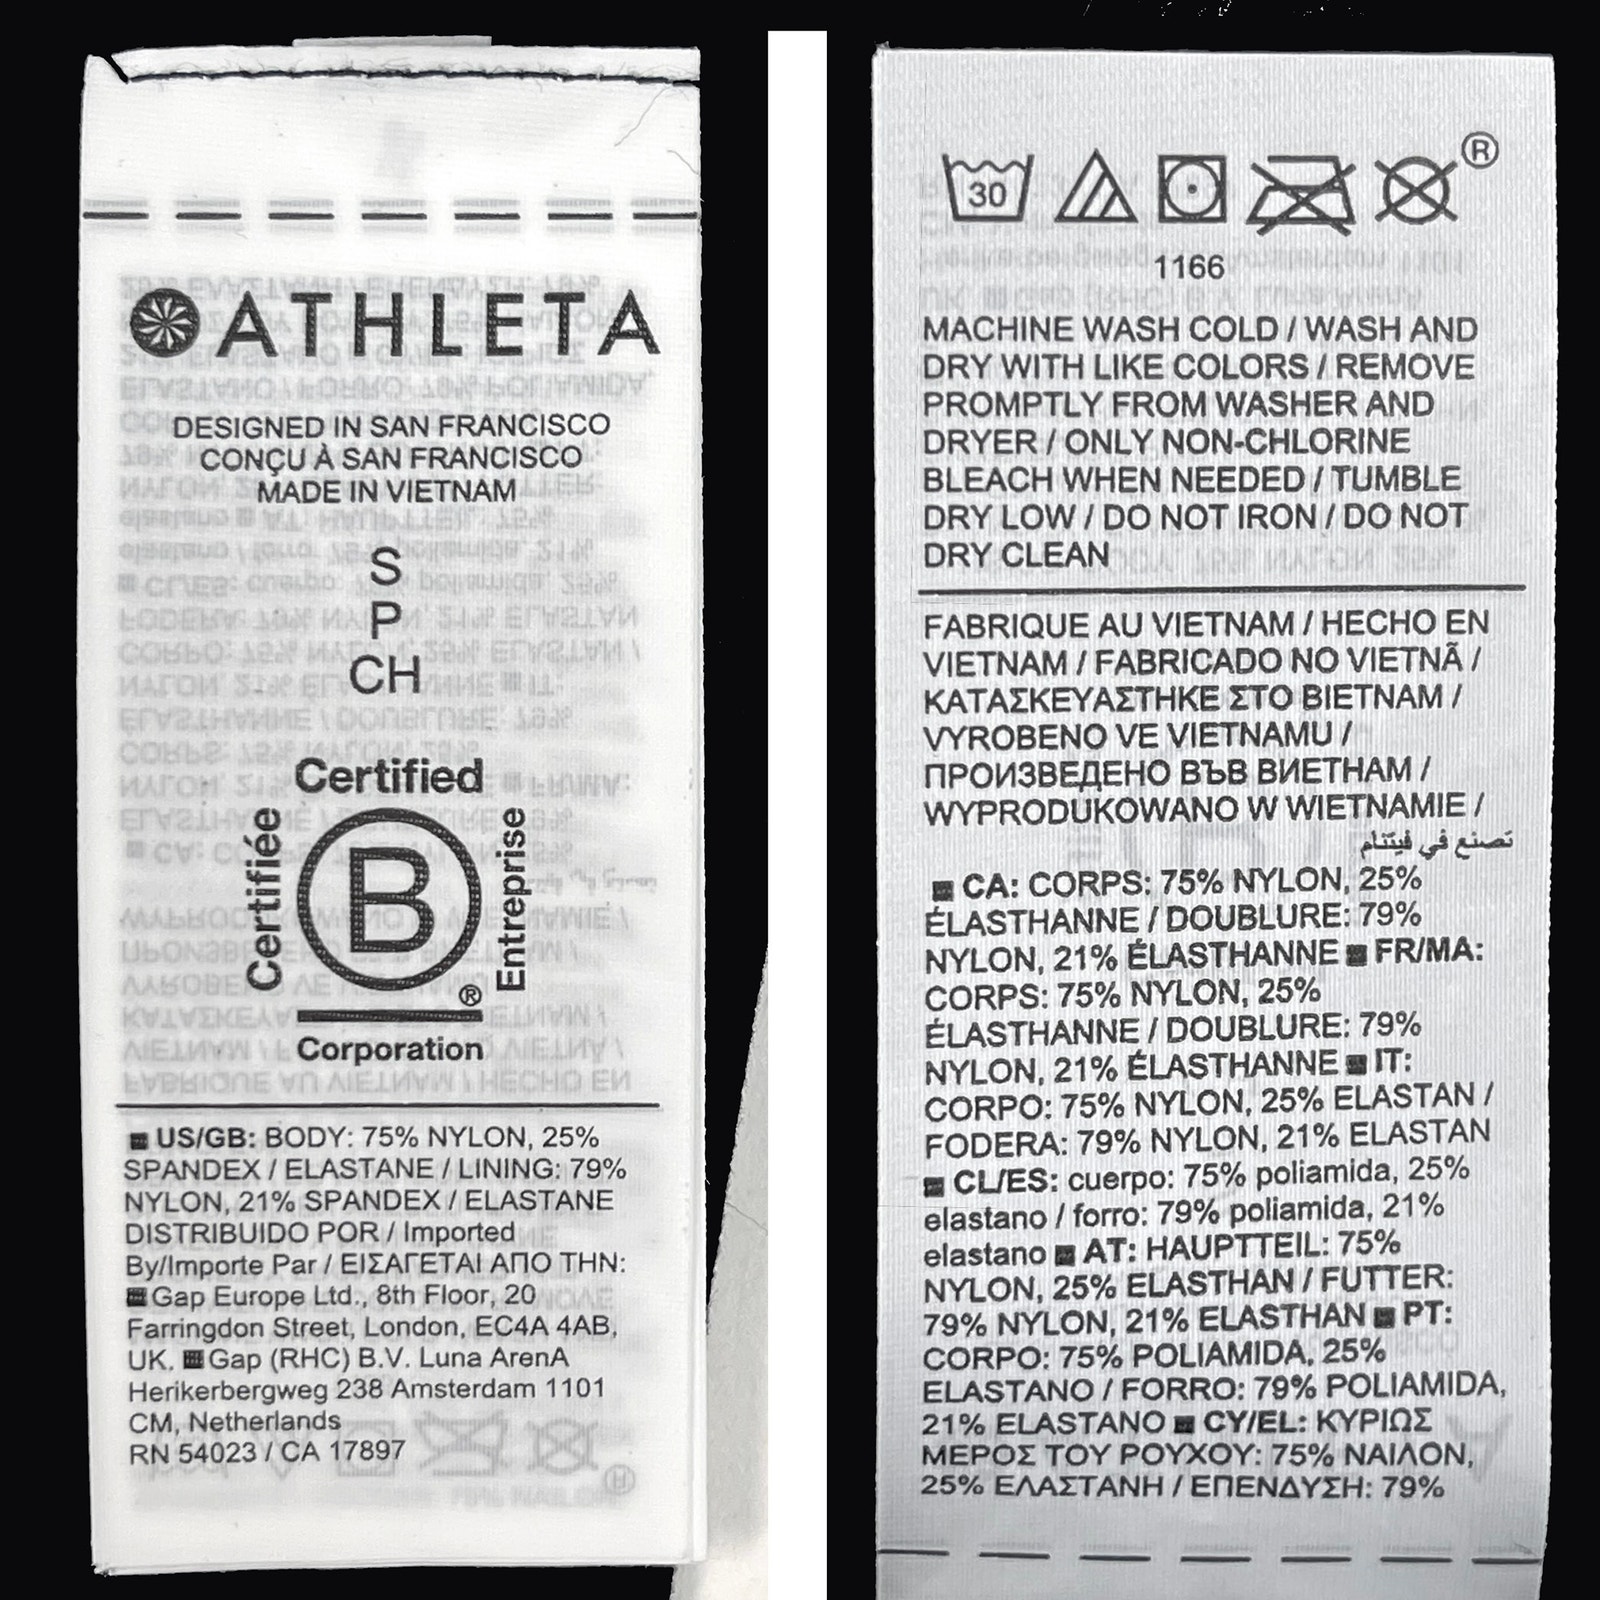 ATHLETA
DESIGNED IN SAN FRANCISCO
CONÇU À SAN FRANCISCO
MADE IN VIETNAM
S
P
CH
Certified
Certifiée
B
Entreprise
®
Corporation
US/GB: BODY: 75% NYLON, 25%
SPANDEX / ELASTANE / LINING: 79%
NYLON, 21% SPANDEX / ELASTANE
DISTRIBUIDO POR / Imported
By/Importe Par / ΕΙΣΑΓΕΤΑΙ ΑΠΟ ΤΗΝ:
Gap Europe Ltd., 8th Floor, 20
Farringdon Street, London, EC4A 4AB,
UK. Gap (RHC) B.V. Luna ArenA
Herikerbergweg 238 Amsterdam 1101
CM, Netherlands
RN 54023 / CA 17897
30
®
1166
MACHINE WASH COLD / WASH AND
DRY WITH LIKE COLORS / REMOVE
PROMPTLY FROM WASHER AND
DRYER / ONLY NON-CHLORINE
BLEACH WHEN NEEDED / TUMBLE
DRY LOW / DO NOT IRON / DO NOT
DRY CLEAN
FABRIQUE AU VIETNAM / HECHO EN
VIETNAM / FABRICADO NO VIETNÃ /
ΚΑΤΑΣΚΕΥΑΣΤΗΚΕ ΣΤΟ ΒΙΕΤΝΑΜ /
VYROBENO VE VIETNAMU /
ПРОИЗВЕДЕНО ВЪВ ВИЕТНАМ /
WYPRODUKOWANO W WIETNAMIE /
تصنع في فيتنام
CA: CORPS: 75% NYLON, 25%
ÉLASTHANNE / DOUBLURE: 79%
NYLON, 21% ÉLASTHANNE FR/MA:
CORPS: 75% NYLON, 25%
ÉLASTHANNE / DOUBLURE: 79%
NYLON, 21% ÉLASTHANNE IT:
CORPO: 75% NYLON, 25% ELASTAN /
FODERA: 79% NYLON, 21% ELASTAN
CL/ES: cuerpo: 75% poliamida, 25%
elastano / forro: 79% poliamida, 21%
elastano AT: HAUPTTEIL: 75%
NYLON, 25% ELASTHAN / FUTTER:
79% NYLON, 21% ELASTHAN PT:
CORPO: 75% POLIAMIDA, 25%
ELASTANO / FORRO: 79% POLIAMIDA,
21% ELASTANO CY/EL: ΚΥΡΙΩΣ
ΜΕΡΟΣ ΤΟΥ ΡΟΥΧΟΥ: 75% ΝΑΙΛΟΝ,
25% ΕΛΑΣΤΑΝΗ / ΕΠΕΝΔΥΣΗ: 79%